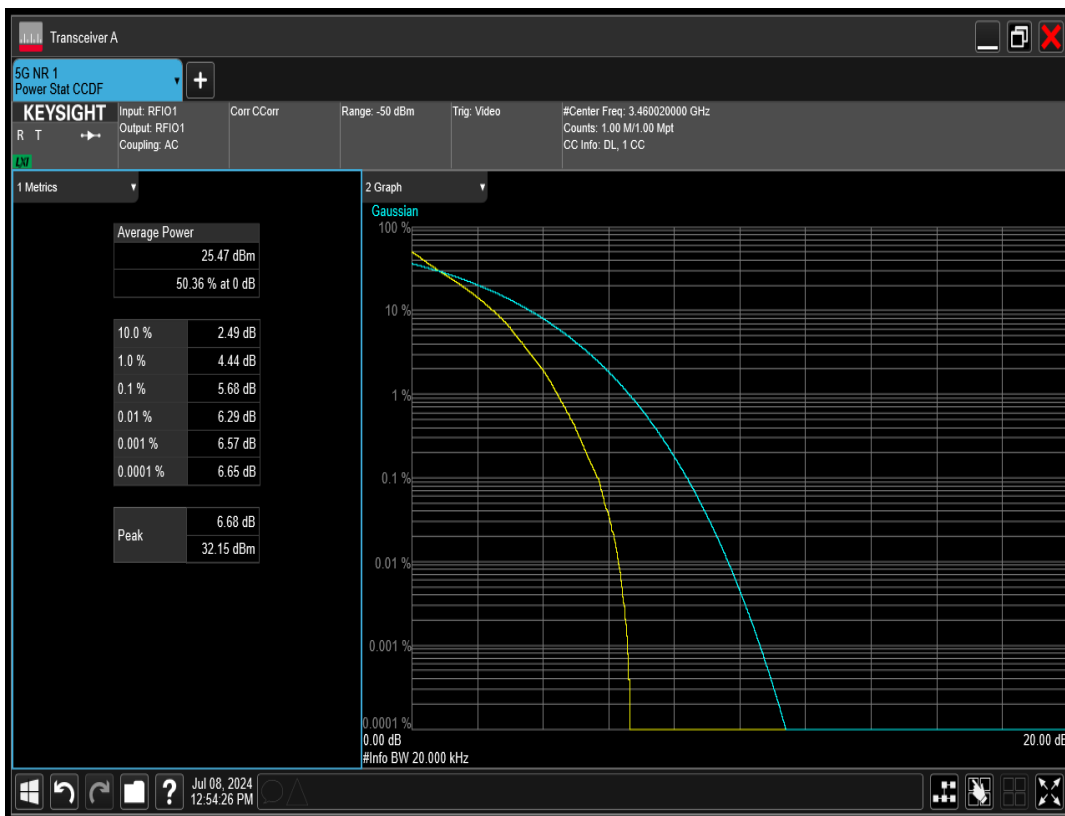 Transceiver A
5G NR 1
Power Stat CCDF
+
KEYSIGHT
R T
LXI
Input: RFIO1
Output: RFIO1
Coupling: AC
Corr CCorr
Range: -50 dBm
Trig: Video
#Center Freq: 3.460020000 GHz
Counts: 1.00 M/1.00 Mpt
CC Info: DL, 1 CC
1 Metrics
Average Power
25.47 dBm
50.36 % at 0 dB
10.0 % 2.49 dB
1.0 % 4.44 dB
0.1 % 5.68 dB
0.01 % 6.29 dB
0.001 % 6.57 dB
0.0001 % 6.65 dB
Peak 6.68 dB
32.15 dBm
2 Graph
Gaussian
100 %
10 %
1 %
0.1 %
0.01 %
0.001 %
0.0001 %
0.00 dB 20.00 dB
#Info BW 20.000 kHz
?
Jul 08, 2024
12:54:26 PM